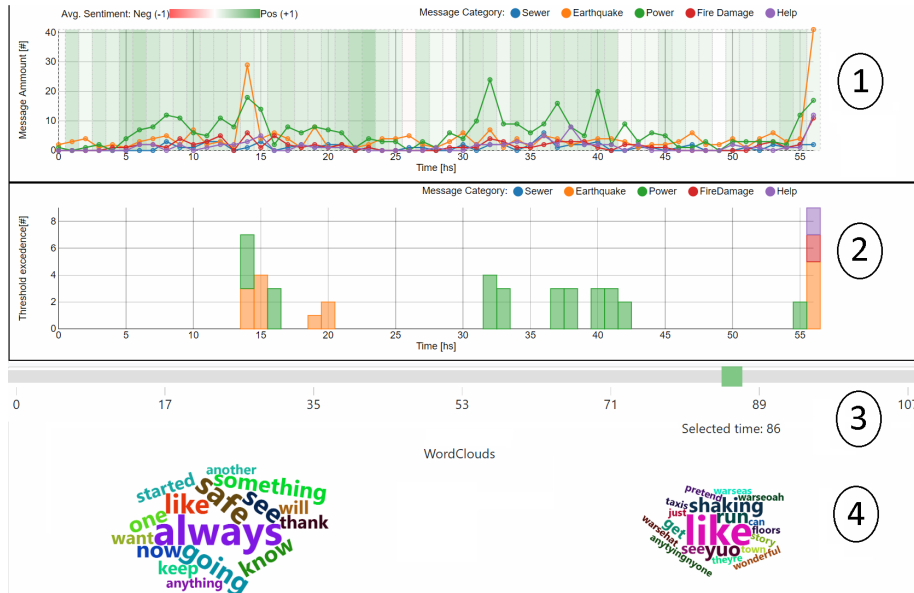 Avg. Sentiment: Neg (-1) Pos (+1) Message Category: Sewer Earthquake Power Fire Damage Help
Message Ammount [#]
40
30
20
10
0
0 5 10 15 20 25 30 35 40 45 50 55
Time [hs]
1
Message Category: Sewer Earthquake Power FireDamage Help
Threshold excedence[#]
8
6
4
2
0
0 5 10 15 20 25 30 35 40 45 50 55
Time [hs]
2
0 17 35 53 71 89 107
3
Selected time: 86
WordClouds
another
started something
safe see
like will
one always thank
want
now going know
keep
anything
pretend warseas
taxis shaking warseoah
just run can
get like floors
warsehat story
see yuo town
anytyingnyone theyre wonderful
4